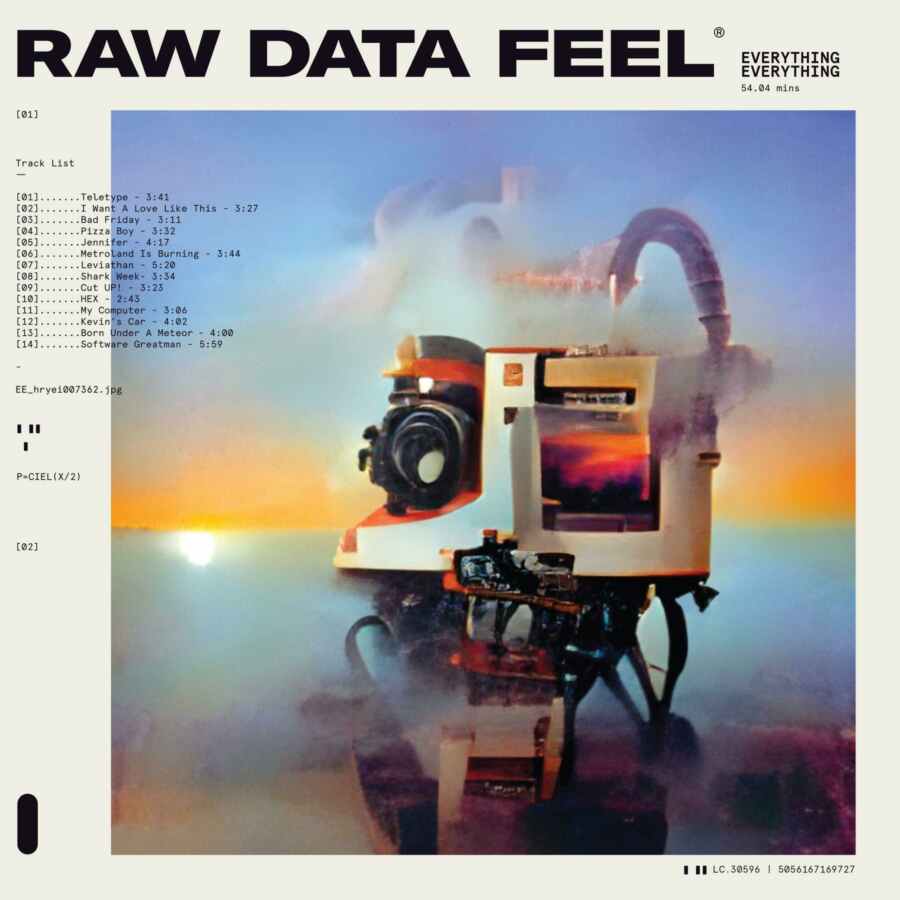 RAW DATA FEEL®
EVERYTHING
EVERYTHING
54.04 mins
[01]
Track List
—
[01].......Teletype - 3:41
[02].......I Want A Love Like This - 3:27
[03].......Bad Friday - 3:11
[04].......Pizza Boy - 3:32
[05].......Jennifer - 4:17
[06].......Metroland Is Burning - 3:44
[07].......Leviathan - 5:20
[08].......Shark Week- 3:34
[09].......Cut UP! - 3:23
[10].......HEX - 2:43
[11].......My Computer - 3:06
[12].......Kevin's Car - 4:02
[13].......Born Under A Meteor - 4:00
[14].......Software Greatman - 5:59
-
EE_hryei007362.jpg
P=CIEL(X/2)
[02]
LC.30596 | 5056167169727